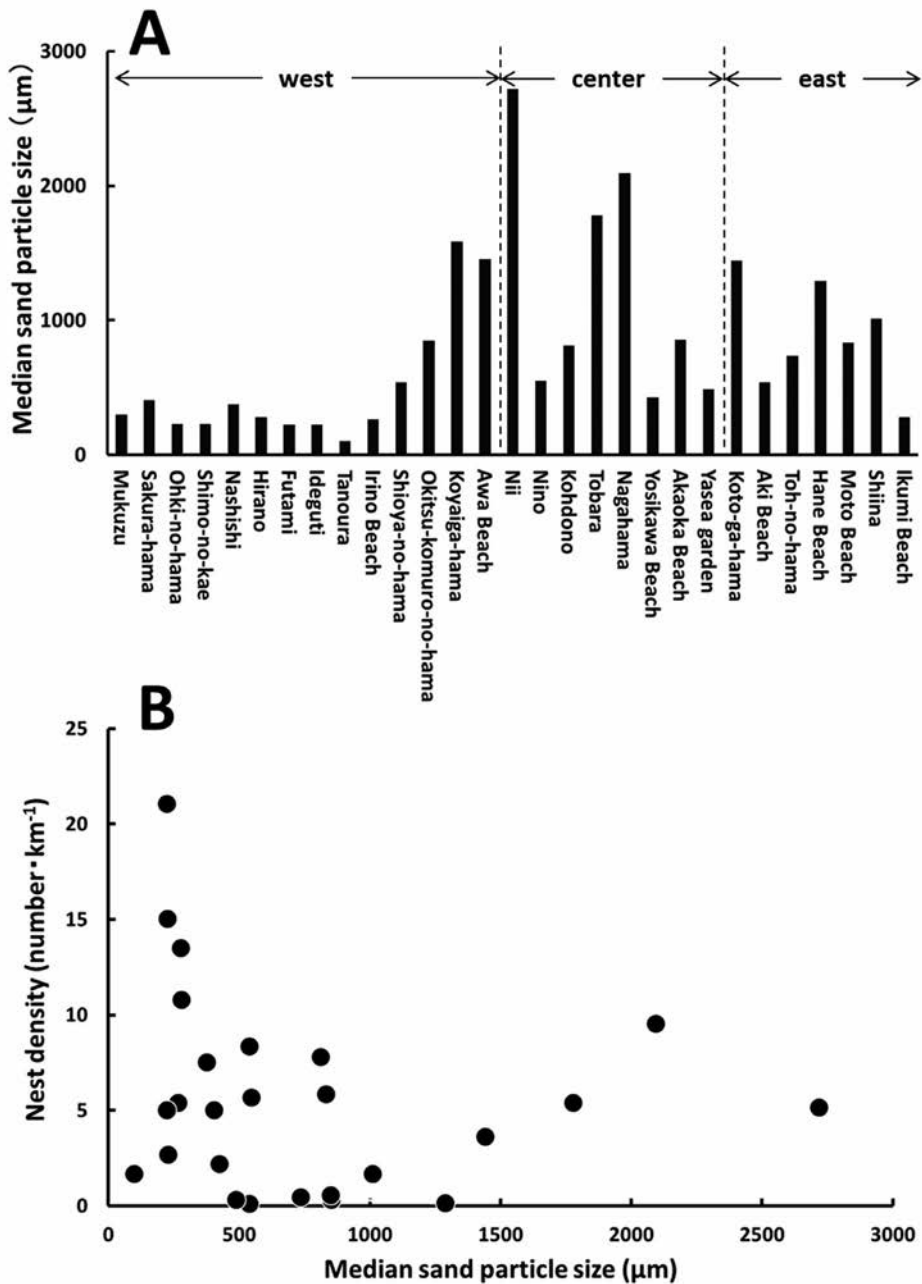 A
3000
west
center
east
2000
1000
0
Median sand particle size (μm)
Mukuzu
Sakura-hama
Ohki-no-hama
Shimo-no-kae
Nashishi
Hirano
Futami
Ideguti
Tanoura
Irino Beach
Shioya-no-hama
Okitsu-komuro-no-hama
Koyaiga-hama
Awa Beach
Nii
Nino
Kohdono
Tobara
Nagahama
Yosikawa Beach
Akaoka Beach
Yasea garden
Koto-ga-hama
Aki Beach
Toh-no-hama
Hane Beach
Moto Beach
Shiina
Ikumi Beach
B
25
20
15
10
5
0
Nest density (number・km⁻¹)
0 500 1000 1500 2000 2500 3000
Median sand particle size (μm)